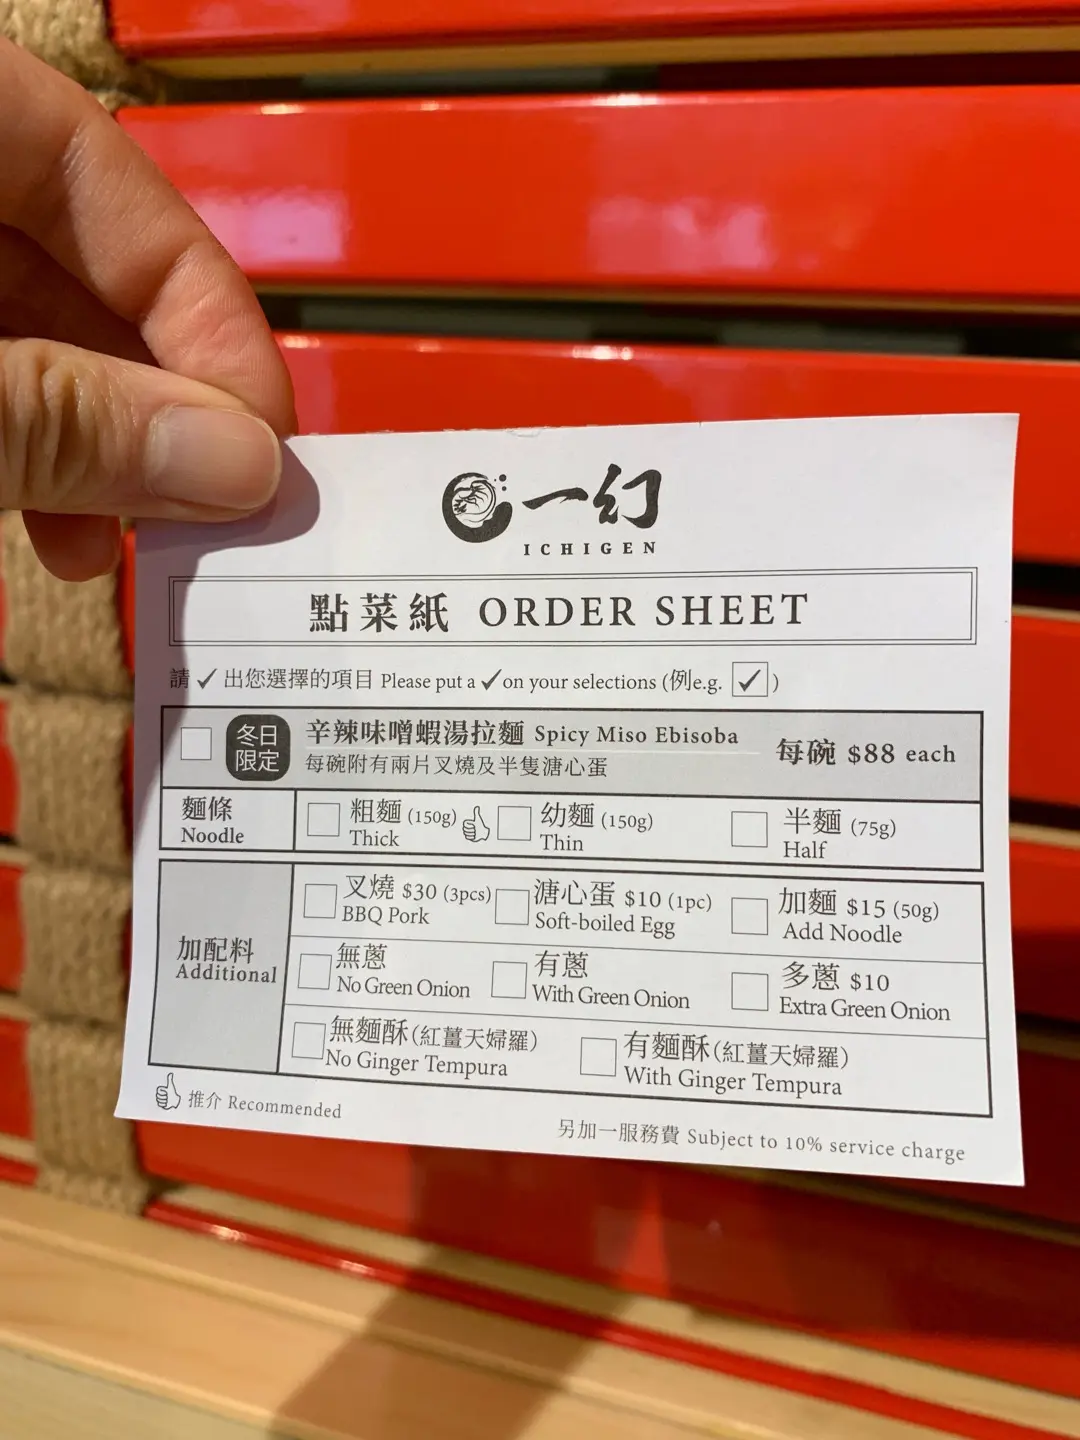 一幻
ICHIGEN
點菜紙 ORDER SHEET
請✓出您選擇的項目 Please put a ✓on your selections (例e.g. ✓)
冬日限定 辛辣味噌蝦湯拉麵 Spicy Miso Ebisoba 每碗 $88 each
每碗附有兩片叉燒及半隻溏心蛋
麵條 粗麵 (150g) 幼麵 (150g) 半麵 (75g)
Noodle Thick Thin Half
叉燒 $30 (3pcs) 溏心蛋 $10 (1pc) 加麵 $15 (50g)
BBQ Pork Soft-boiled Egg Add Noodle
加配料
Additional
無蔥 有蔥 多蔥 $10
No Green Onion With Green Onion Extra Green Onion
無麵酥(紅薑天婦羅) 有麵酥(紅薑天婦羅)
No Ginger Tempura With Ginger Tempura
推介 Recommended
另加一服務費 Subject to 10% service charge